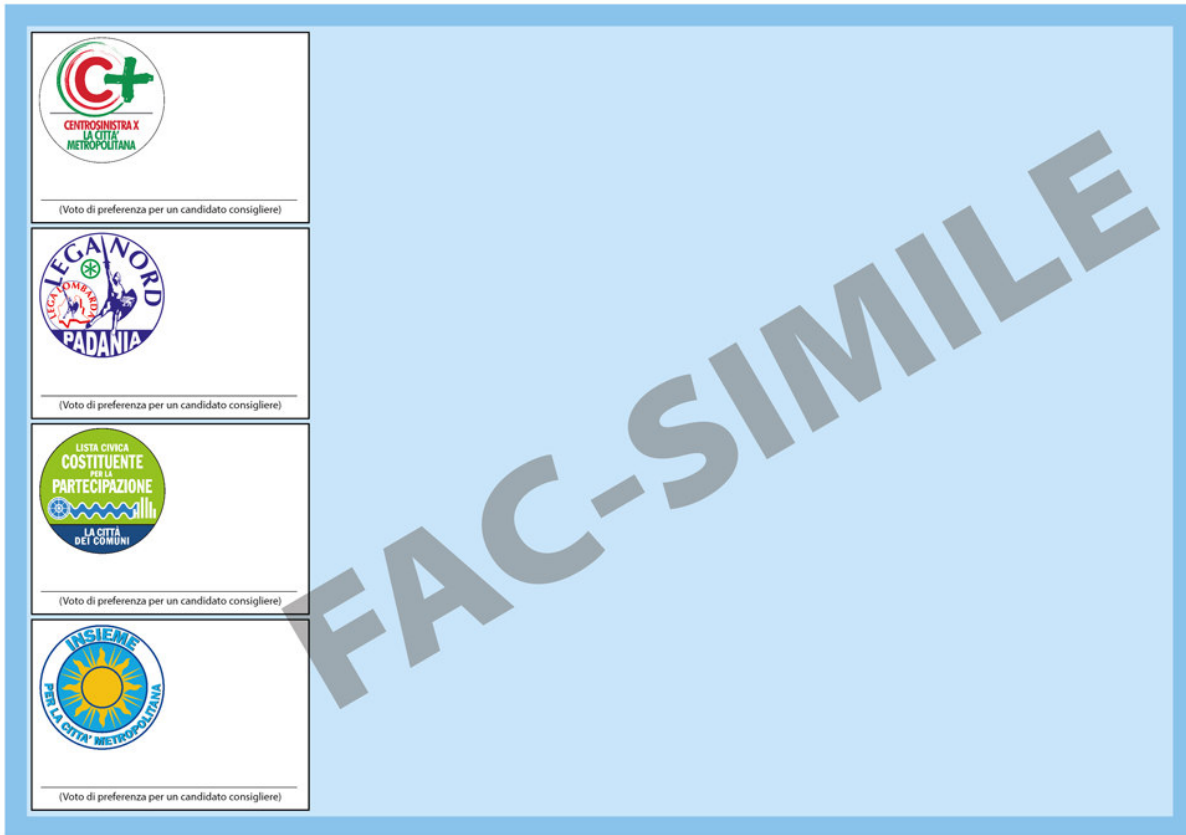 C+
CENTROSINISTRA X
LA CITTA'
METROPOLITANA
(Voto di preferenza per un candidato consigliere)
LEGA NORD
LEGA LOMBARDA
PADANIA
(Voto di preferenza per un candidato consigliere)
LISTA CIVICA
COSTITUENTE
PER LA
PARTECIPAZIONE
LA CITTÀ
DEI COMUNI
(Voto di preferenza per un candidato consigliere)
INSIEME
PER LA CITTA' METROPOLITANA
(Voto di preferenza per un candidato consigliere)
FAC-SIMILE